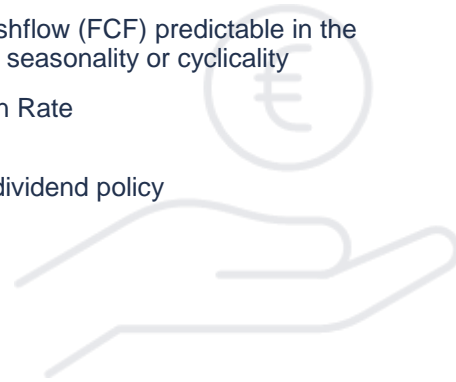 shflow (FCF) predictable in the
seasonality or cyclicality
n Rate
dividend policy
€